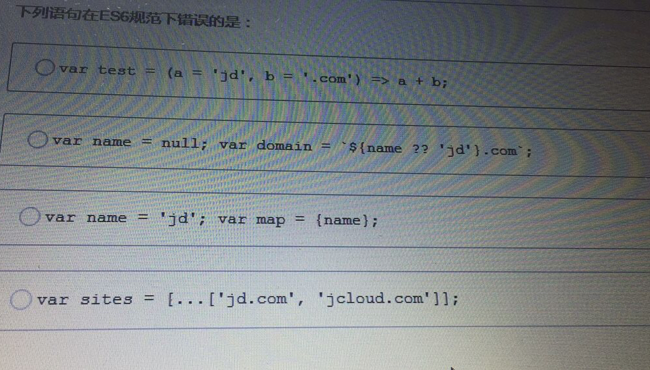 下列语句在ES6规范下错误的是：
var test = (a = 'jd', b = '.com') => a + b;
var name = null; var domain = `${name ?? 'jd'}.com`;
var name = 'jd'; var map = {name};
var sites = [...['jd.com', 'jcloud.com']];